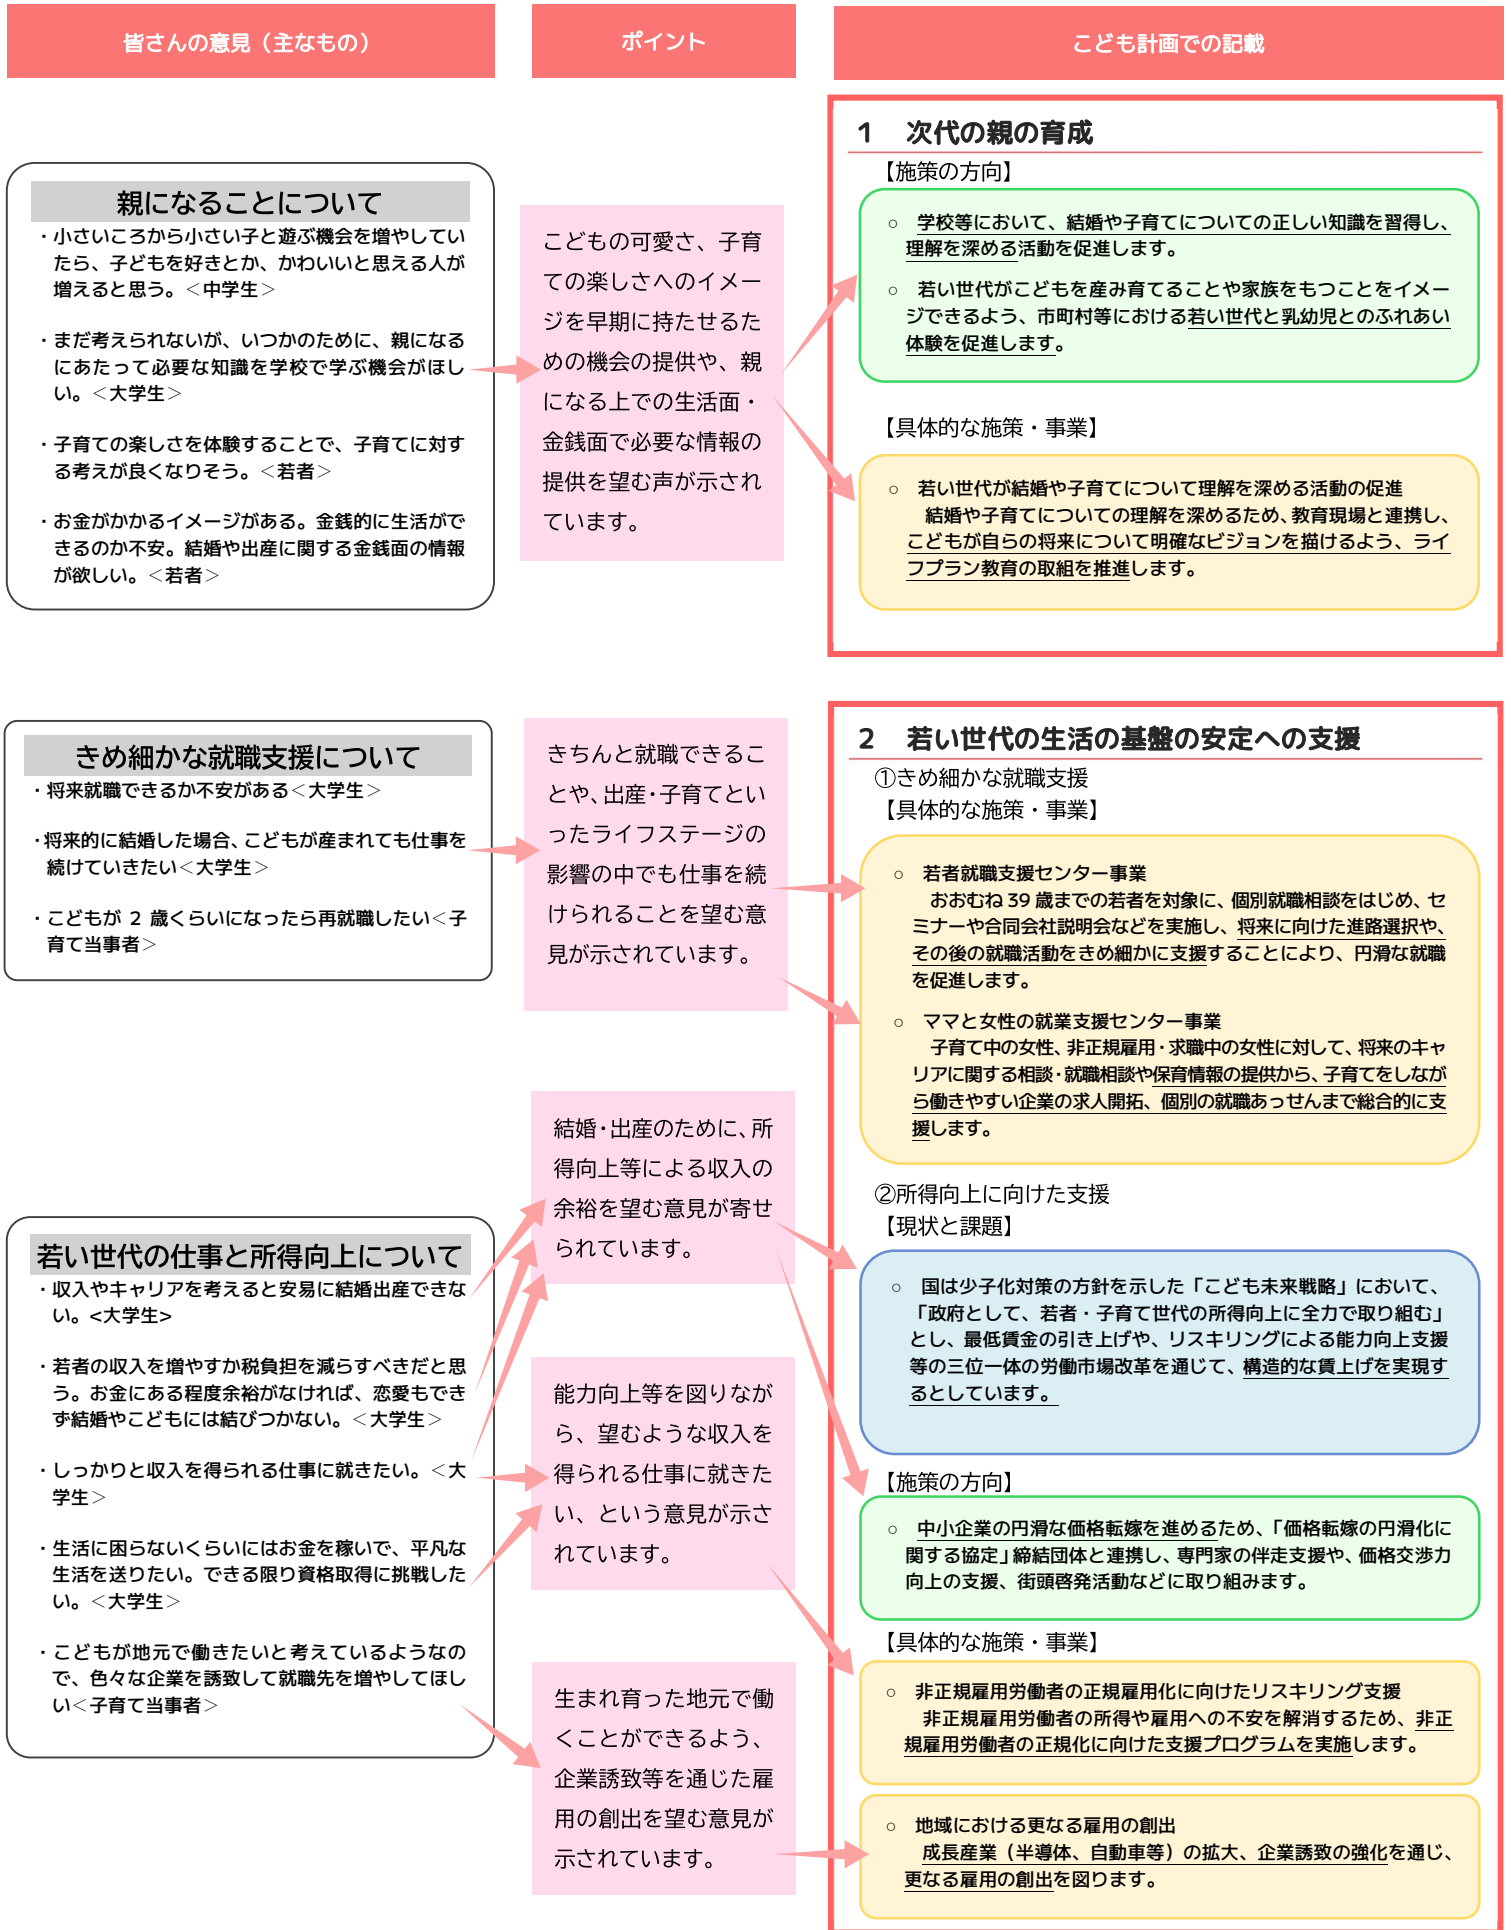 皆さんの意見（主なもの）
ポイント
こども計画での記載
親になることについて
・小さいころから小さい子と遊ぶ機会を増やしてい
たら、子どもを好きとか、かわいいと思える人が
増えると思う。＜中学生＞
・まだ考えられないが、いつかのために、親になる
にあたって必要な知識を学校で学ぶ機会がほし
い。＜大学生＞
・子育ての楽しさを体験することで、子育てに対す
る考えが良くなりそう。＜若者＞
・お金がかかるイメージがある。金銭的に生活がで
きるのか不安。結婚や出産に関する金銭面の情報
が欲しい。＜若者＞
こどもの可愛さ、子育
ての楽しさへのイメー
ジを早期に持たせるた
めの機会の提供や、親
になる上での生活面・
金銭面で必要な情報の
提供を望む声が示され
ています。
１　次代の親の育成
【施策の方向】
○　学校等において、結婚や子育てについての正しい知識を習得し、
理解を深める活動を促進します。
○　若い世代がこどもを産み育てることや家族をもつことをイメー
ジできるよう、市町村等における若い世代と乳幼児とのふれあい
体験を促進します。
【具体的な施策・事業】
○　若い世代が結婚や子育てについて理解を深める活動の促進
結婚や子育てについての理解を深めるため、教育現場と連携し、
こどもが自らの将来について明確なビジョンを描けるよう、ライ
フプラン教育の取組を推進します。
きめ細かな就職支援について
・将来就職できるか不安がある＜大学生＞
・将来的に結婚した場合、こどもが産まれても仕事を
続けていきたい＜大学生＞
・こどもが 2 歳くらいになったら再就職したい＜子
育て当事者＞
きちんと就職できるこ
とや、出産・子育てとい
ったライフステージの
影響の中でも仕事を続
けられることを望む意
見が示されています。
２　若い世代の生活の基盤の安定への支援
①きめ細かな就職支援
【具体的な施策・事業】
○　若者就職支援センター事業
おおむね 39 歳までの若者を対象に、個別就職相談をはじめ、セ
ミナーや合同会社説明会などを実施し、将来に向けた進路選択や、
その後の就職活動をきめ細かに支援することにより、円滑な就職
を促進します。
○　ママと女性の就業支援センター事業
子育て中の女性、非正規雇用・求職中の女性に対して、将来のキャ
リアに関する相談・就職相談や保育情報の提供から、子育てをしなが
ら働きやすい企業の求人開拓、個別の就職あっせんまで総合的に支
援します。
若い世代の仕事と所得向上について
・収入やキャリアを考えると安易に結婚出産できな
い。<大学生>
・若者の収入を増やすか税負担を減らすべきだと思
う。お金にある程度余裕がなければ、恋愛もでき
ず結婚やこどもには結びつかない。＜大学生＞
・しっかりと収入を得られる仕事に就きたい。＜大
学生＞
・生活に困らないくらいにはお金を稼いで、平凡な
生活を送りたい。できる限り資格取得に挑戦した
い。＜大学生＞
・こどもが地元で働きたいと考えているようなの
で、色々な企業を誘致して就職先を増やしてほし
い＜子育て当事者＞
結婚・出産のために、所
得向上等による収入の
余裕を望む意見が寄せ
られています。
能力向上等を図りなが
ら、望むような収入を
得られる仕事に就きた
い、という意見が示さ
れています。
生まれ育った地元で働
くことができるよう、
企業誘致等を通じた雇
用の創出を望む意見が
示されています。
②所得向上に向けた支援
【現状と課題】
○　国は少子化対策の方針を示した「こども未来戦略」において、
「政府として、若者・子育て世代の所得向上に全力で取り組む」
とし、最低賃金の引き上げや、リスキリングによる能力向上支援
等の三位一体の労働市場改革を通じて、構造的な賃上げを実現す
るとしています。
【施策の方向】
○　中小企業の円滑な価格転嫁を進めるため、「価格転嫁の円滑化に
関する協定」締結団体と連携し、専門家の伴走支援や、価格交渉力
向上の支援、街頭啓発活動などに取り組みます。
【具体的な施策・事業】
○　非正規雇用労働者の正規雇用化に向けたリスキリング支援
非正規雇用労働者の所得や雇用への不安を解消するため、非正
規雇用労働者の正規化に向けた支援プログラムを実施します。
○　地域における更なる雇用の創出
成長産業（半導体、自動車等）の拡大、企業誘致の強化を通じ、
更なる雇用の創出を図ります。